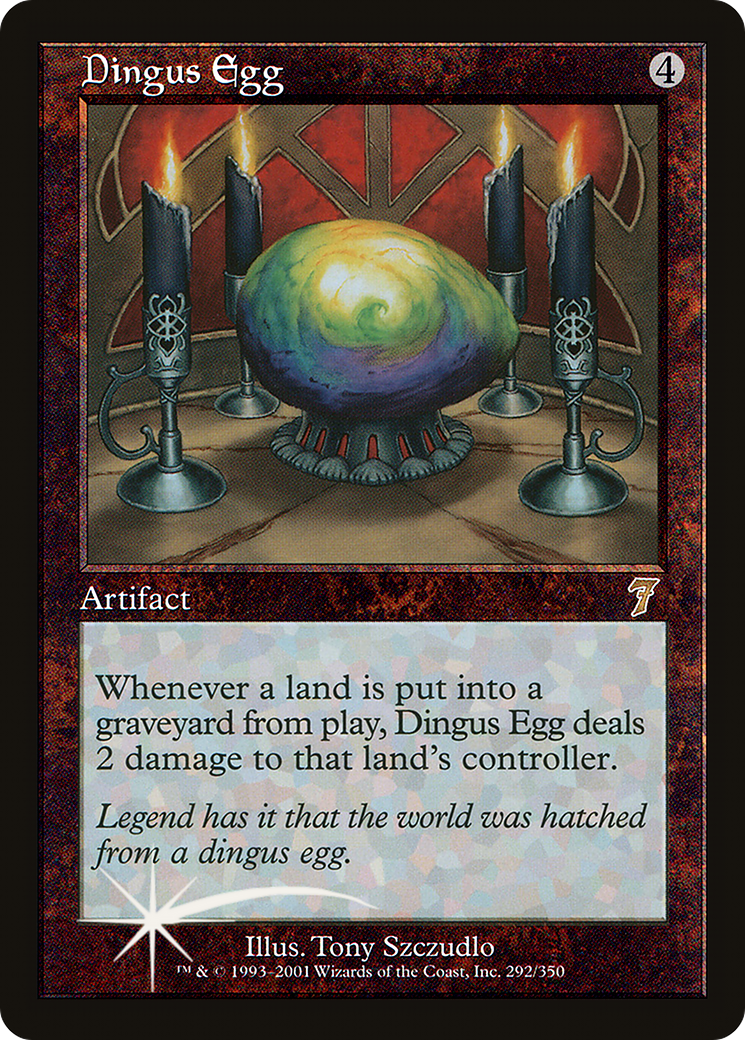 Dingus Egg 4
Artifact 7
Whenever a land is put into a
graveyard from play, Dingus Egg deals
2 damage to that land's controller.
Legend has it that the world was hatched
from a dingus egg.
Illus. Tony Szczudlo
™ & © 1993–2001 Wizards of the Coast, Inc. 292/350